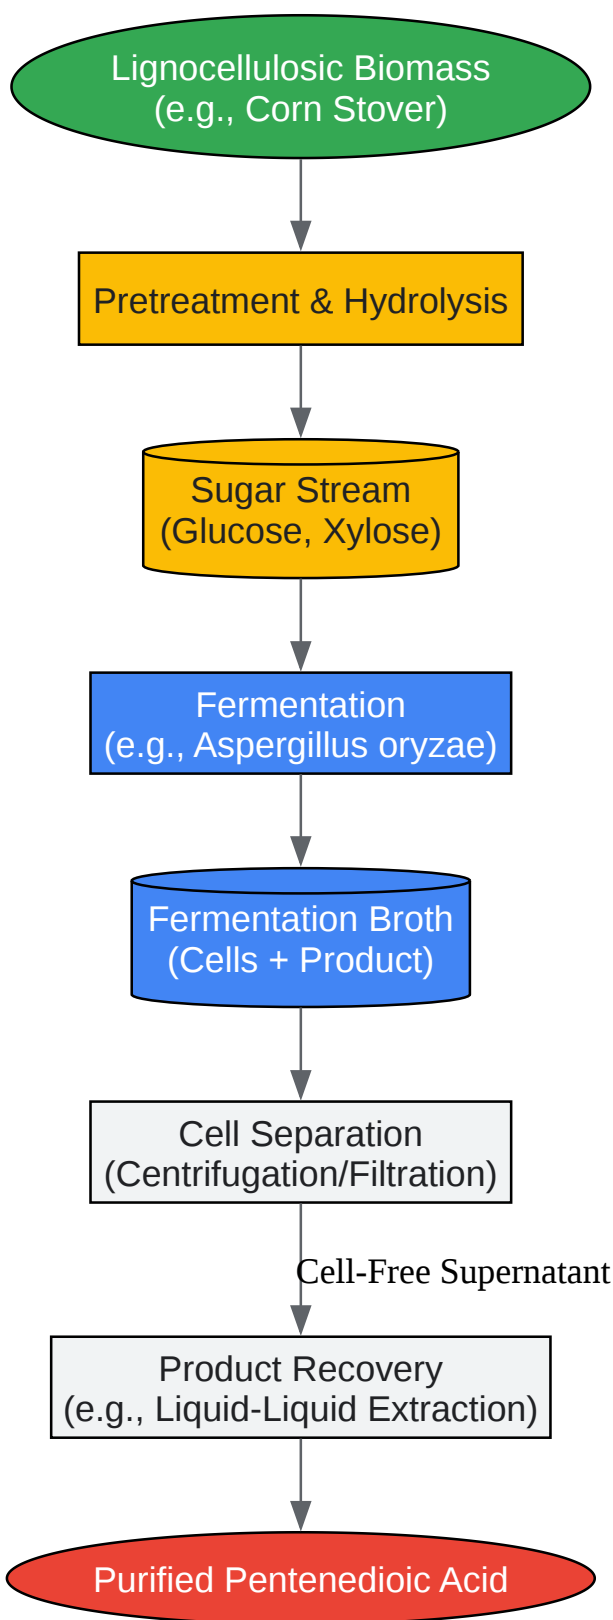 Lignocellulosic Biomass
(e.g., Corn Stover)
Pretreatment & Hydrolysis
Sugar Stream
(Glucose, Xylose)
Fermentation
(e.g., Aspergillus oryzae)
Fermentation Broth
(Cells + Product)
Cell Separation
(Centrifugation/Filtration)
Cell-Free Supernatant
Product Recovery
(e.g., Liquid-Liquid Extraction)
Purified Pentenedioic Acid